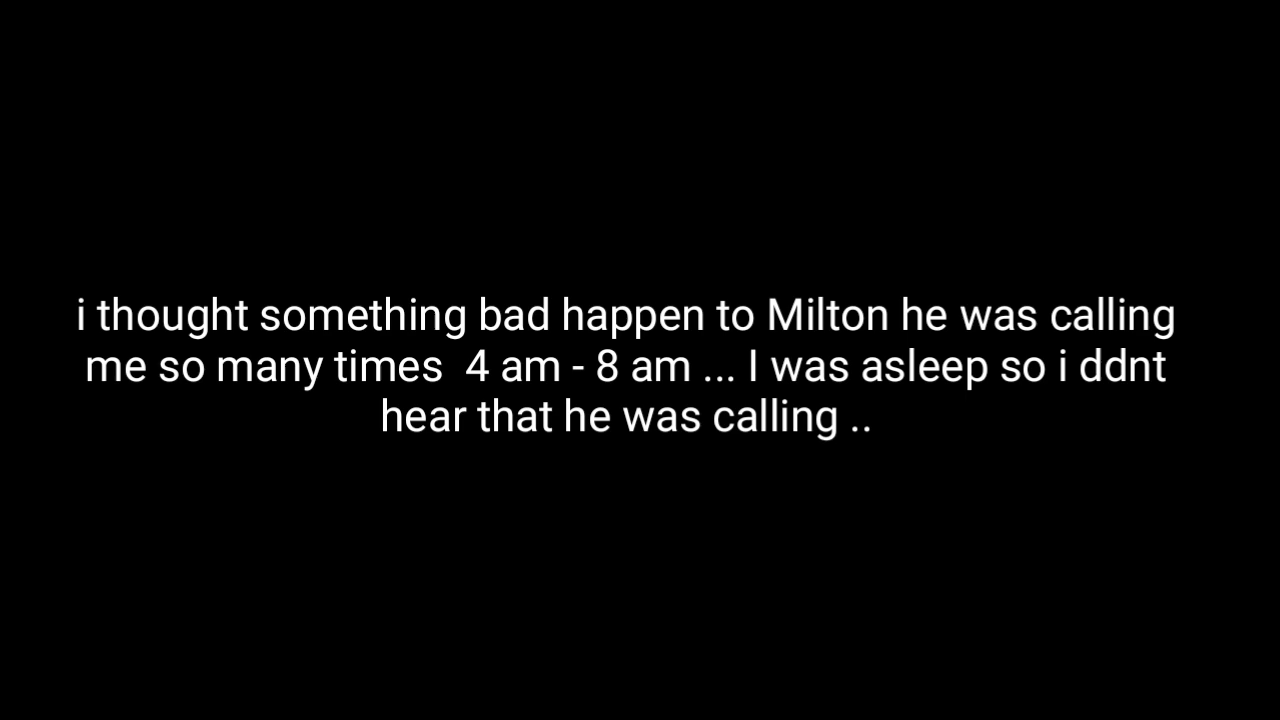 i thought something bad happen to Milton he was calling
me so many times  4 am - 8 am ... I was asleep so i ddnt
hear that he was calling ..